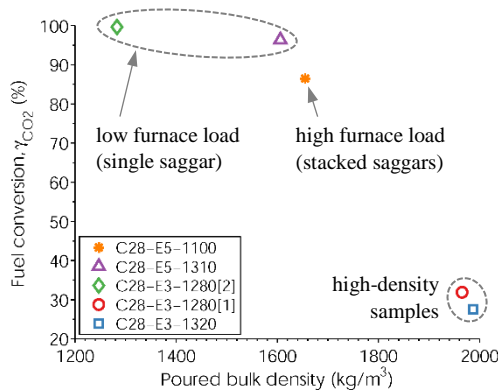 Fuel conversion, γCO2 (%)
100
90
80
70
60
50
40
30
20
low furnace load
(single saggar)
high furnace load
(stacked saggars)
high-density
samples
C28–E5–1100
C28–E5–1310
C28–E3–1280[2]
C28–E3–1280[1]
C28–E3–1320
1200 1400 1600 1800 2000
Poured bulk density (kg/m³)